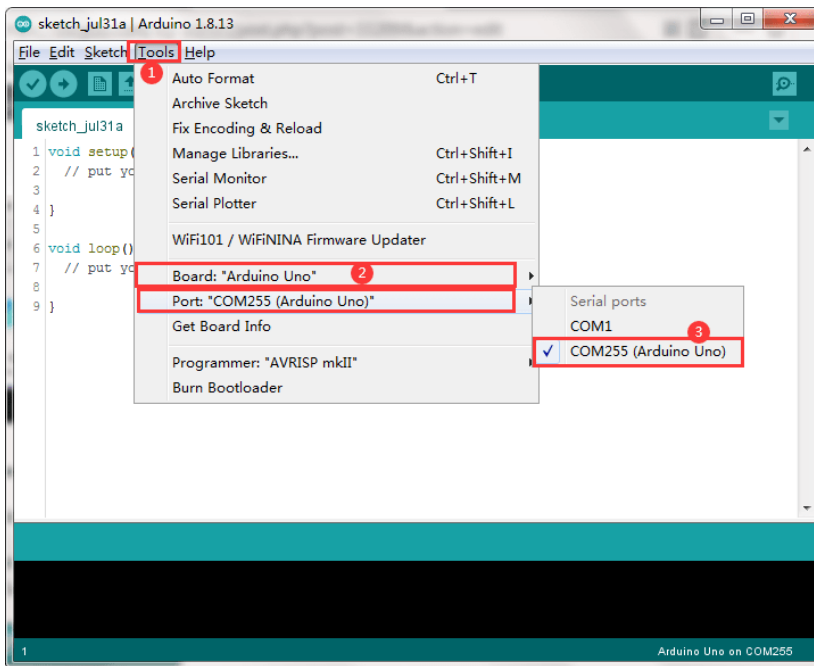 sketch_jul31a | Arduino 1.8.13
File Edit Sketch Tools Help
1
Auto Format Ctrl+T
Archive Sketch
sketch_jul31a
Fix Encoding & Reload
1 void setup(
Manage Libraries... Ctrl+Shift+I
2 // put yo
Serial Monitor Ctrl+Shift+M
3
Serial Plotter Ctrl+Shift+L
4 }
5
WiFi101 / WiFiNINA Firmware Updater
6 void loop()
7 // put yo
Board: "Arduino Uno" 2
8
Port: "COM255 (Arduino Uno)"
Serial ports
9 }
Get Board Info
COM1
3
COM255 (Arduino Uno)
Programmer: "AVRISP mkII"
Burn Bootloader
1
Arduino Uno on COM255